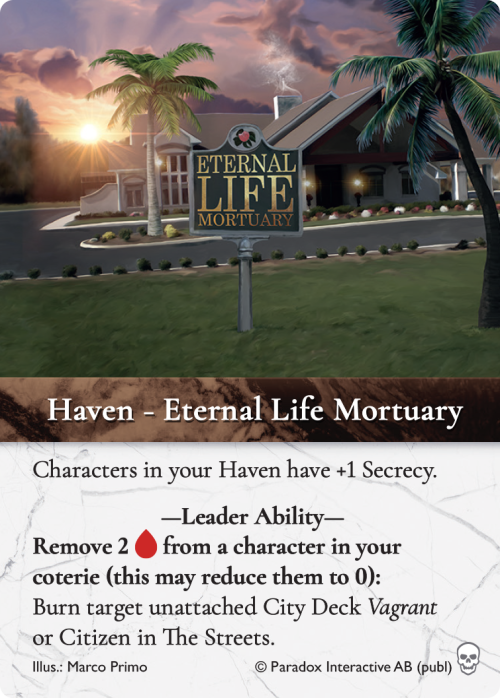 ETERNAL
LIFE
MORTUARY
Haven - Eternal Life Mortuary
Characters in your Haven have +1 Secrecy.
—Leader Ability—
Remove 2 from a character in your
coterie (this may reduce them to 0):
Burn target unattached City Deck Vagrant
or Citizen in The Streets.
Illus.: Marco Primo © Paradox Interactive AB (publ)